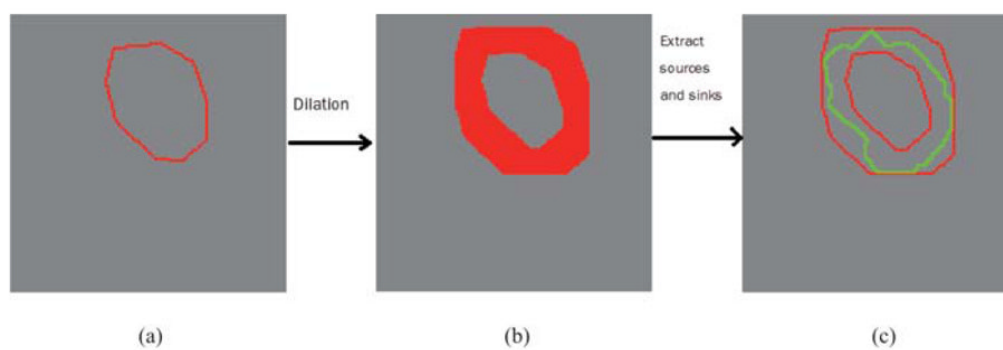 Dilation
Extract
sources
and sinks
(a)
(b)
(c)